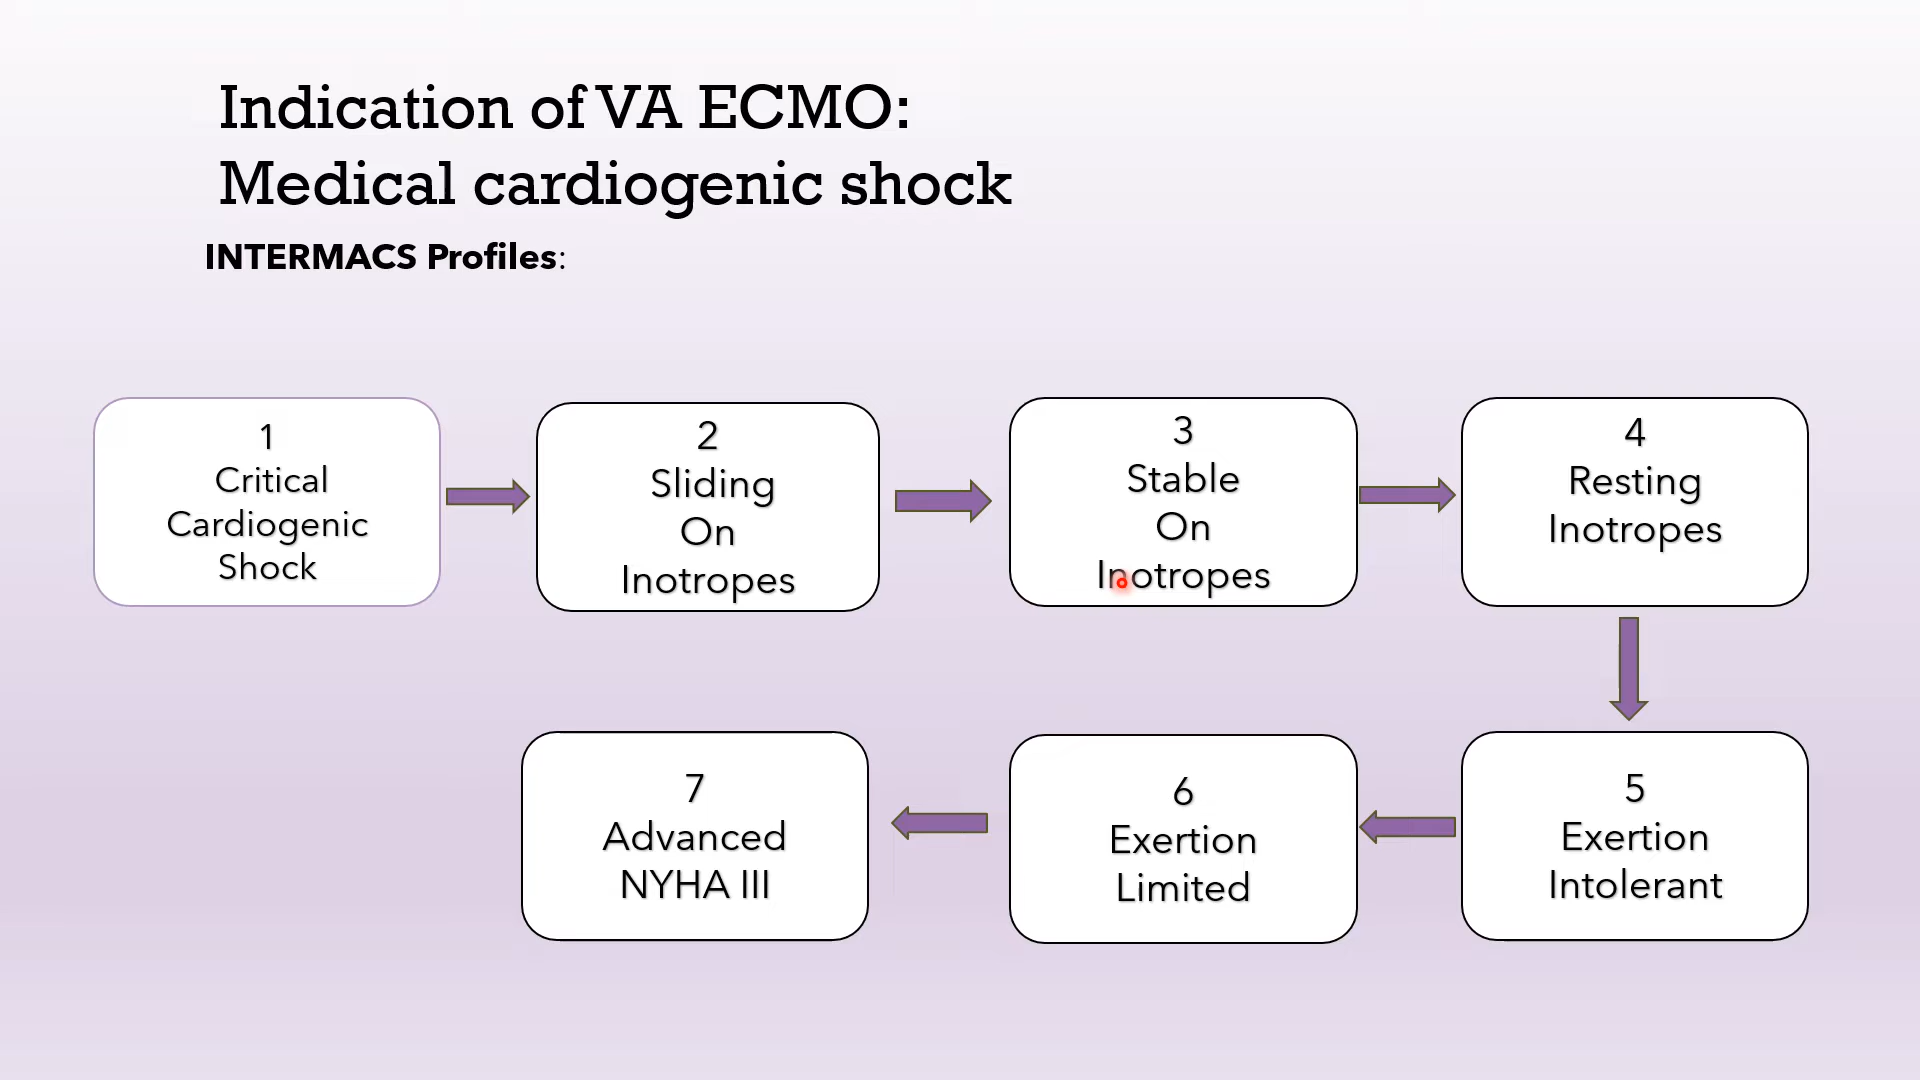 Indication of VA ECMO:
Medical cardiogenic shock
INTERMACS Profiles:
1
Critical
Cardiogenic
Shock
2
Sliding
On
Inotropes
3
Stable
On
Inotropes
4
Resting
Inotropes
5
Exertion
Intolerant
6
Exertion
Limited
7
Advanced
NYHA III